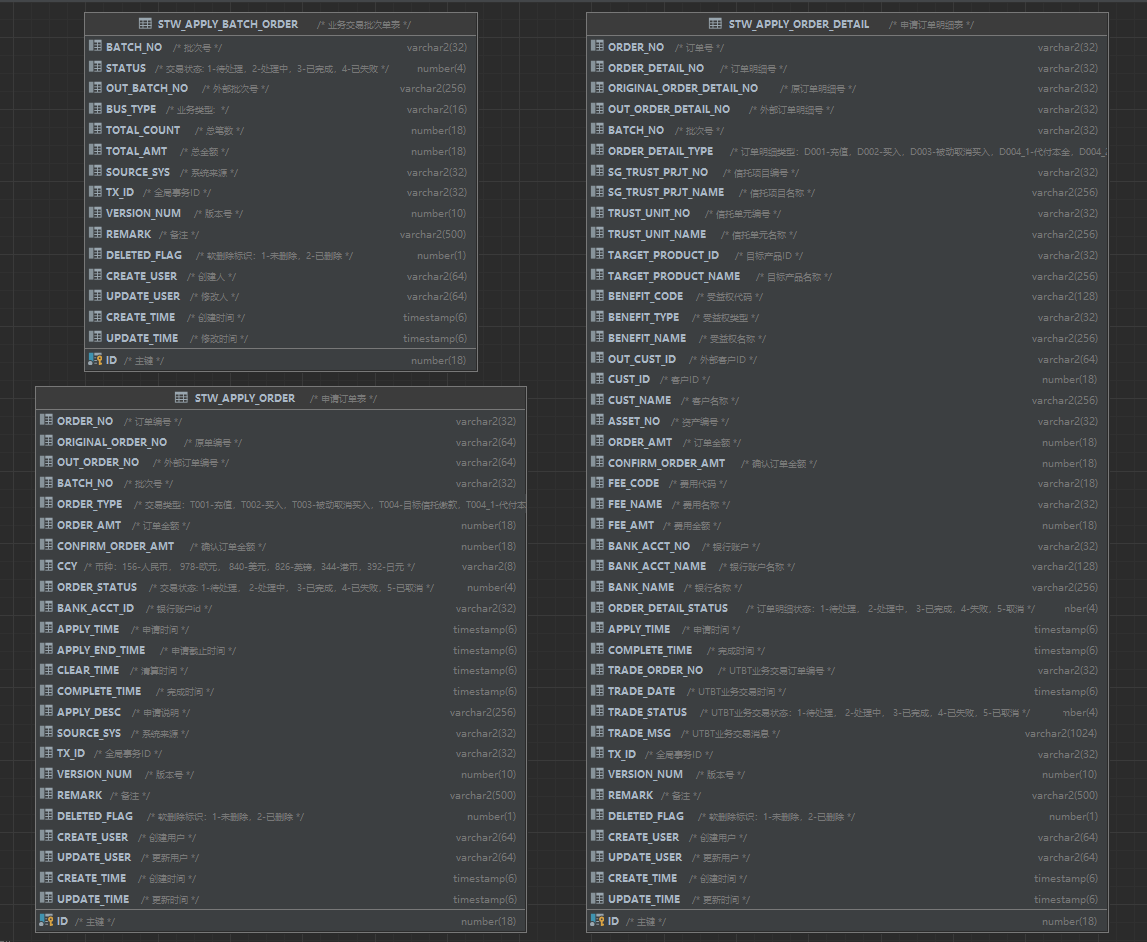 STW_APPLY_BATCH_ORDER /* 业务交易批次单表 */
BATCH_NO /* 批次号 */ varchar2(32)
STATUS /* 交易状态: 1-待处理，2-处理中，3-已完成，4-已失败 */ number(4)
OUT_BATCH_NO /* 外部批次号 */ varchar2(256)
BUS_TYPE /* 业务类型: */ varchar2(16)
TOTAL_COUNT /* 总笔数 */ number(18)
TOTAL_AMT /* 总金额 */ number(18)
SOURCE_SYS /* 系统来源 */ varchar2(32)
TX_ID /* 全局事务ID */ varchar2(32)
VERSION_NUM /* 版本号 */ number(10)
REMARK /* 备注 */ varchar2(500)
DELETED_FLAG /* 软删除标识：1-未删除，2-已删除 */ number(1)
CREATE_USER /* 创建人 */ varchar2(64)
UPDATE_USER /* 修改人 */ varchar2(64)
CREATE_TIME /* 创建时间 */ timestamp(6)
UPDATE_TIME /* 修改时间 */ timestamp(6)
ID /* 主键 */ number(18)
STW_APPLY_ORDER /* 申请订单表 */
ORDER_NO /* 订单编号 */ varchar2(32)
ORIGINAL_ORDER_NO /* 原单编号 */ varchar2(64)
OUT_ORDER_NO /* 外部订单编号 */ varchar2(64)
BATCH_NO /* 批次号 */ varchar2(32)
ORDER_TYPE /* 交易类型：T001-充值，T002-买入，T003-被动取消买入，T004-目标信托缴款，T004_1-代付本
ORDER_AMT /* 订单金额 */ number(18)
CONFIRM_ORDER_AMT /* 确认订单金额 */ number(18)
CCY /* 币种：156-人民币， 978-欧元， 840-美元，826-英镑，344-港币，392-日元 */ varchar2(8)
ORDER_STATUS /* 交易状态: 1-待处理， 2-处理中， 3-已完成，4-已失败，5-已取消 */ number(4)
BANK_ACCT_ID /* 银行账户id */ varchar2(32)
APPLY_TIME /* 申请时间 */ timestamp(6)
APPLY_END_TIME /* 申请截止时间 */ timestamp(6)
CLEAR_TIME /* 清算时间 */ timestamp(6)
COMPLETE_TIME /* 完成时间 */ timestamp(6)
APPLY_DESC /* 申请说明 */ varchar2(256)
SOURCE_SYS /* 系统来源 */ varchar2(32)
TX_ID /* 全局事务ID */ varchar2(32)
VERSION_NUM /* 版本号 */ number(10)
REMARK /* 备注 */ varchar2(500)
DELETED_FLAG /* 软删除标识：1-未删除，2-已删除 */ number(1)
CREATE_USER /* 创建用户 */ varchar2(64)
UPDATE_USER /* 更新用户 */ varchar2(64)
CREATE_TIME /* 创建时间 */ timestamp(6)
UPDATE_TIME /* 更新时间 */ timestamp(6)
ID /* 主键 */ number(18)
STW_APPLY_ORDER_DETAIL /* 申请订单明细表 */
ORDER_NO /* 订单号 */ varchar2(32)
ORDER_DETAIL_NO /* 订单明细号 */ varchar2(32)
ORIGINAL_ORDER_DETAIL_NO /* 原订单明细号 */ varchar2(32)
OUT_ORDER_DETAIL_NO /* 外部订单明细号 */ varchar2(32)
BATCH_NO /* 批次号 */ varchar2(32)
ORDER_DETAIL_TYPE /* 订单明细类型：D001-充值，D002-买入，D003-被动取消买入，D004_1-代付本金，D004_2
SG_TRUST_PRJT_NO /* 信托项目编号 */ varchar2(32)
SG_TRUST_PRJT_NAME /* 信托项目名称 */ varchar2(256)
TRUST_UNIT_NO /* 信托单元编号 */ varchar2(32)
TRUST_UNIT_NAME /* 信托单元名称 */ varchar2(256)
TARGET_PRODUCT_ID /* 目标产品ID */ varchar2(32)
TARGET_PRODUCT_NAME /* 目标产品名称 */ varchar2(256)
BENEFIT_CODE /* 受益权代码 */ varchar2(128)
BENEFIT_TYPE /* 受益权类型 */ varchar2(32)
BENEFIT_NAME /* 受益权名称 */ varchar2(256)
OUT_CUST_ID /* 外部客户ID */ varchar2(64)
CUST_ID /* 客户ID */ number(18)
CUST_NAME /* 客户名称 */ varchar2(256)
ASSET_NO /* 资产编号 */ varchar2(32)
ORDER_AMT /* 订单金额 */ number(18)
CONFIRM_ORDER_AMT /* 确认订单金额 */ number(18)
FEE_CODE /* 费用代码 */ varchar2(18)
FEE_NAME /* 费用名称 */ varchar2(32)
FEE_AMT /* 费用金额 */ number(18)
BANK_ACCT_NO /* 银行账户 */ varchar2(32)
BANK_ACCT_NAME /* 银行账户名称 */ varchar2(128)
BANK_NAME /* 银行名称 */ varchar2(256)
ORDER_DETAIL_STATUS /* 订单明细状态：1-待处理， 2-处理中， 3-已完成，4-失败，5-取消 */ nber(4)
APPLY_TIME /* 申请时间 */ timestamp(6)
COMPLETE_TIME /* 完成时间 */ timestamp(6)
TRADE_ORDER_NO /* UTBT业务交易订单编号 */ varchar2(32)
TRADE_DATE /* UTBT业务交易时间 */ timestamp(6)
TRADE_STATUS /* UTBT业务交易状态：1-待处理， 2-处理中， 3-已完成，4-已失败，5-已取消 */ mber(4)
TRADE_MSG /* UTBT业务交易消息 */ varchar2(1024)
TX_ID /* 全局事务ID */ varchar2(32)
VERSION_NUM /* 版本号 */ number(10)
REMARK /* 备注 */ varchar2(500)
DELETED_FLAG /* 软删除标识：1-未删除，2-已删除 */ number(1)
CREATE_USER /* 创建用户 */ varchar2(64)
UPDATE_USER /* 更新用户 */ varchar2(64)
CREATE_TIME /* 创建时间 */ timestamp(6)
UPDATE_TIME /* 更新时间 */ timestamp(6)
ID /* 主键 */ number(18)